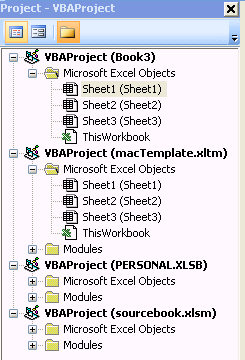 Project - VBAProject
VBAProject (Book3)
Microsoft Excel Objects
Sheet1 (Sheet1)
Sheet2 (Sheet2)
Sheet3 (Sheet3)
ThisWorkbook
VBAProject (macTemplate.xltm)
Microsoft Excel Objects
Sheet1 (Sheet1)
Sheet2 (Sheet2)
Sheet3 (Sheet3)
ThisWorkbook
Modules
VBAProject (PERSONAL.XLSB)
Microsoft Excel Objects
Modules
VBAProject (sourcebook.xlsm)
Microsoft Excel Objects
Modules